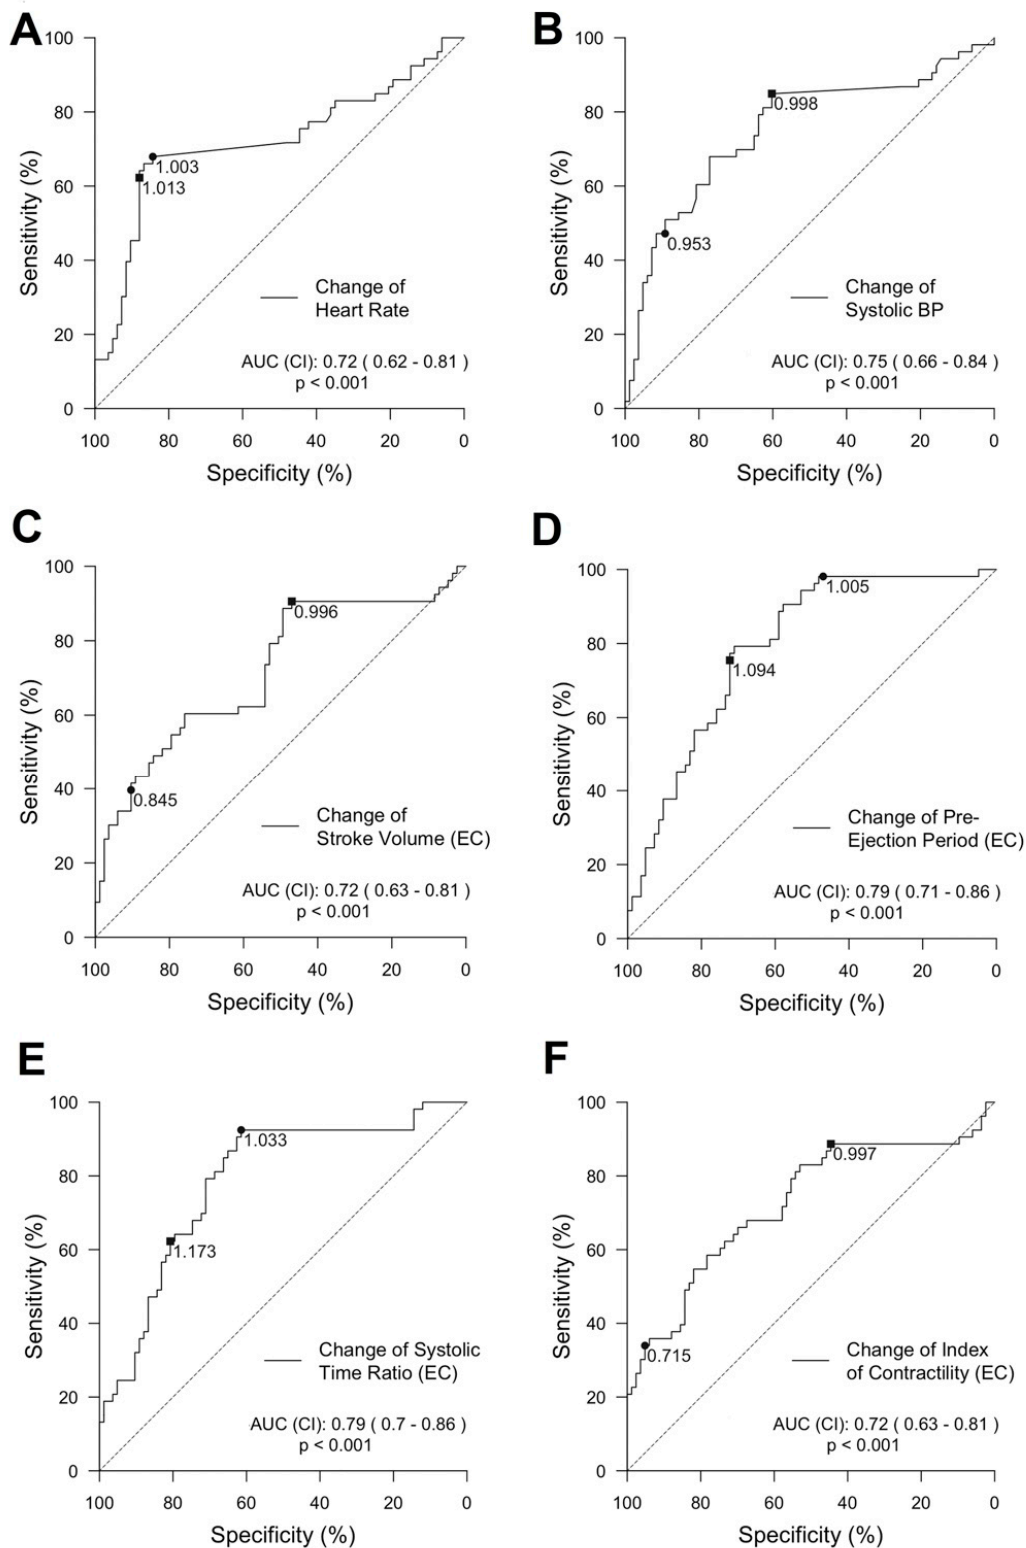 A
100
80
60
40
20
0
Sensitivity (%)
1.003
1.013
Change of
Heart Rate
AUC (CI): 0.72 ( 0.62 - 0.81 )
p < 0.001
100 80 60 40 20 0
Specificity (%)
B
100
80
60
40
20
0
Sensitivity (%)
0.998
0.953
Change of
Systolic BP
AUC (CI): 0.75 ( 0.66 - 0.84 )
p < 0.001
100 80 60 40 20 0
Specificity (%)
C
100
80
60
40
20
0
Sensitivity (%)
0.996
0.845
Change of
Stroke Volume (EC)
AUC (CI): 0.72 ( 0.63 - 0.81 )
p < 0.001
100 80 60 40 20 0
Specificity (%)
D
100
80
60
40
20
0
Sensitivity (%)
1.005
1.094
Change of Pre-
Ejection Period (EC)
AUC (CI): 0.79 ( 0.71 - 0.86 )
p < 0.001
100 80 60 40 20 0
Specificity (%)
E
100
80
60
40
20
0
Sensitivity (%)
1.033
1.173
Change of Systolic
Time Ratio (EC)
AUC (CI): 0.79 ( 0.7 - 0.86 )
p < 0.001
100 80 60 40 20 0
Specificity (%)
F
100
80
60
40
20
0
Sensitivity (%)
0.997
0.715
Change of Index
of Contractility (EC)
AUC (CI): 0.72 ( 0.63 - 0.81 )
p < 0.001
100 80 60 40 20 0
Specificity (%)